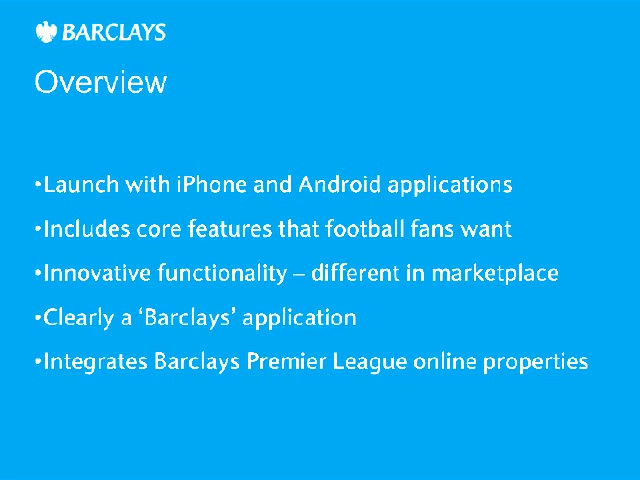 BARCLAYS
Overview
•Launch with iPhone and Android applications
•Includes core features that football fans want
•Innovative functionality – different in marketplace
•Clearly a ‘Barclays’ application
•Integrates Barclays Premier League online properties